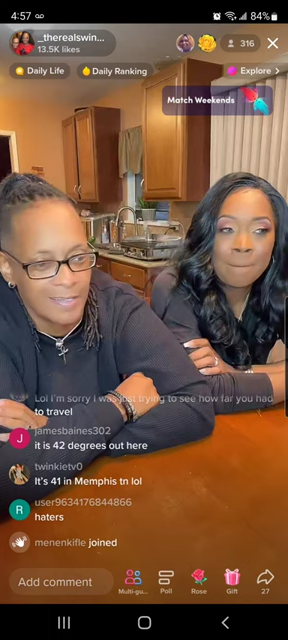 4:57
84%
_therealswin...
13.5K likes
316
Daily Life
Daily Ranking
Explore >
Match Weekends
Lol i'm sorry I was just trying to see how far you had
to travel
J
jamesbaines302
it is 42 degrees out here
twinkietv0
It's 41 in Memphis tn lol
R
user9634176844866
haters
menenkifle joined
Add comment
Multi-gu...
Poll
Rose
Gift
27